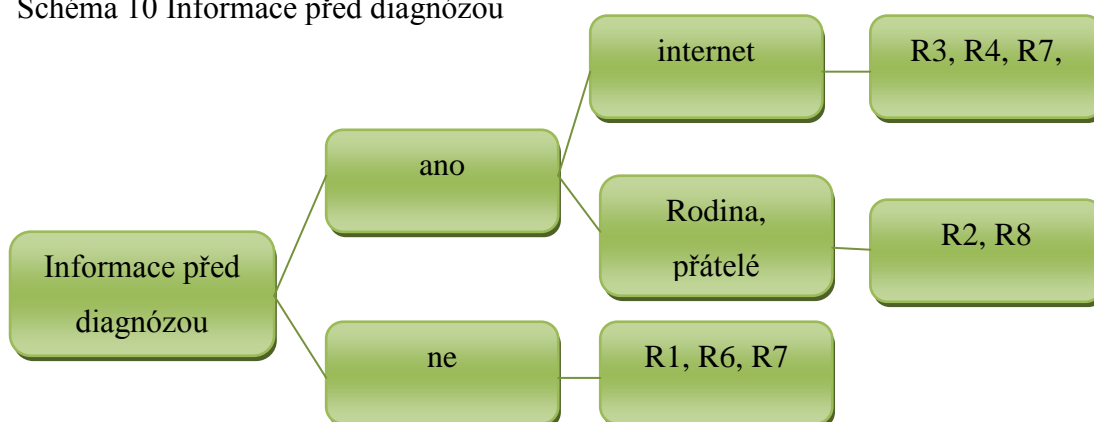 Schéma 10 Informace před diagnózou
internet
R3, R4, R7,
ano
Rodina,
přátelé
R2, R8
Informace před
diagnózou
ne
R1, R6, R7